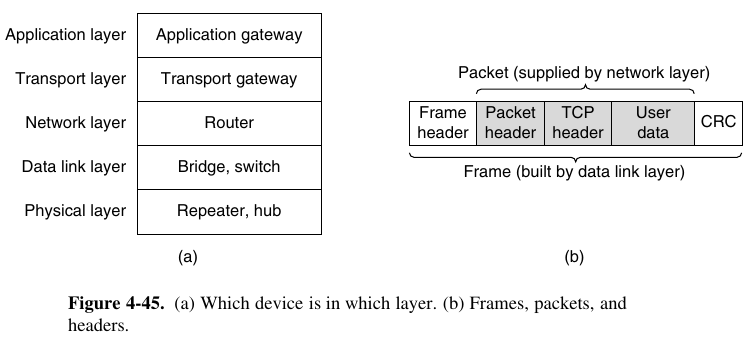 Application layer
Application gateway
Transport layer
Transport gateway
Network layer
Router
Data link layer
Bridge, switch
Physical layer
Repeater, hub
(a)
Packet (supplied by network layer)
Frame
header
Packet
header
TCP
header
User
data
CRC
Frame (built by data link layer)
(b)
Figure 4-45. (a) Which device is in which layer. (b) Frames, packets, and
headers.